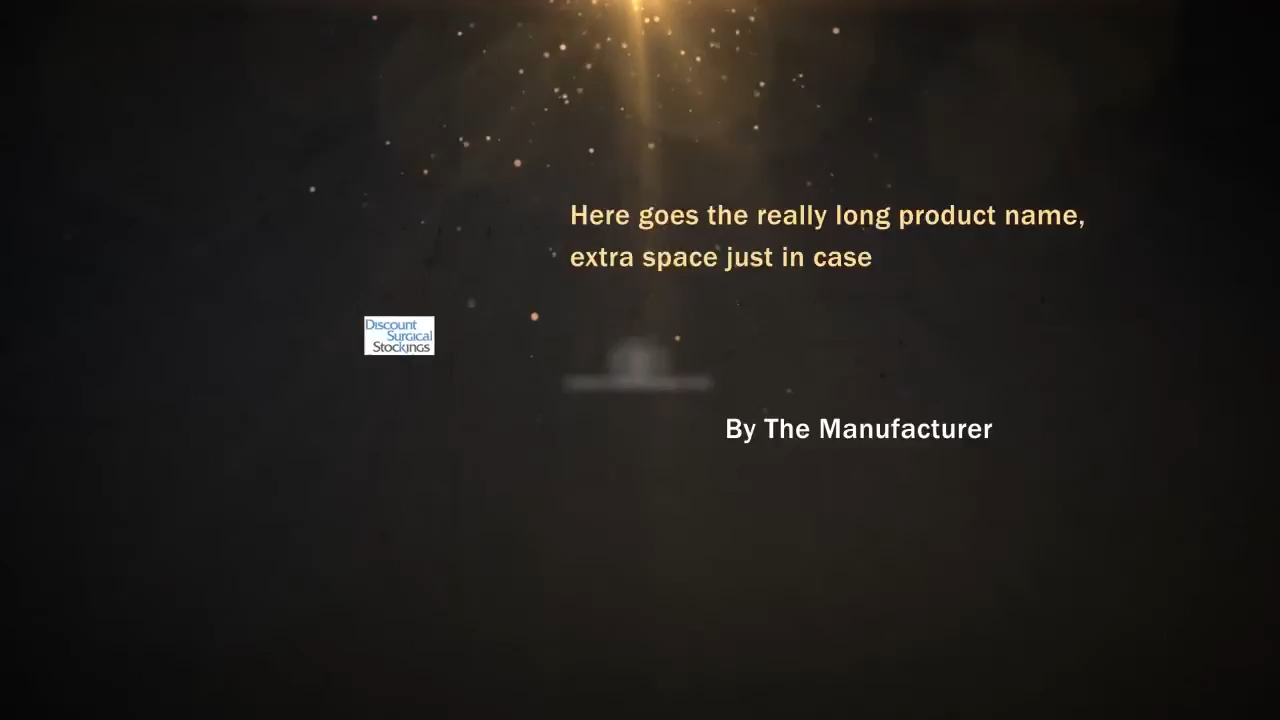 Here goes the really long product name,
extra space just in case
Discount
Surgical
Stockings
By The Manufacturer